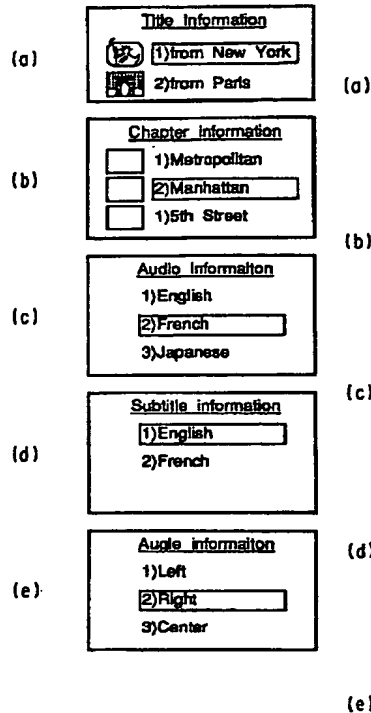 (a)
Title Information
1)from New York
2)from Paris
(a)
(b)
Chapter Information
1)Metropolitan
2)Manhattan
1)5th Street
(b)
(c)
Audio Informaiton
1)English
2)French
3)Japanese
(c)
(d)
Subtitle information
1)English
2)French
(d)
(e)
Augle informaiton
1)Left
2)Right
3)Center
(e)